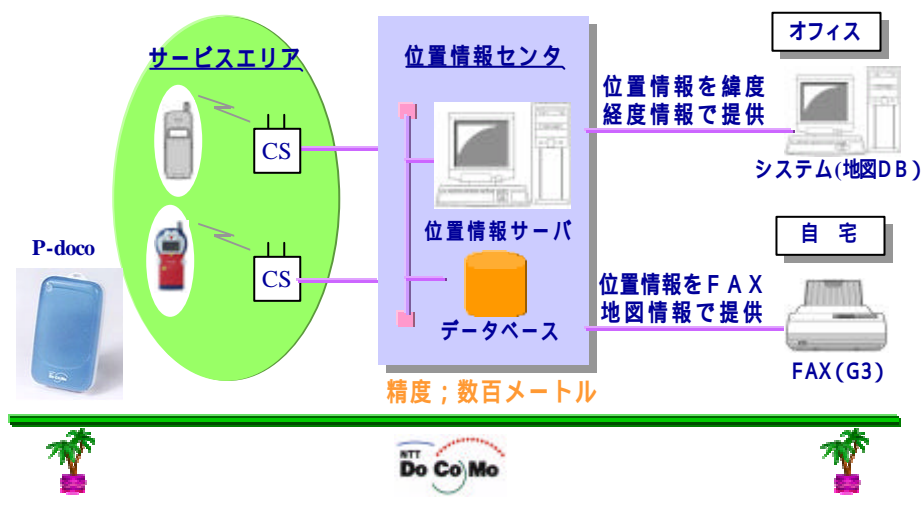 サービスエリア
位置情報センタ
オフィス
位置情報を緯度
経度情報で提供
CS
システム(地図DB)
位置情報サーバ
自 宅
P-doco
CS
位置情報をFAX
地図情報で提供
データベース
FAX(G3)
精度;数百メートル
NTT
DoCoMo